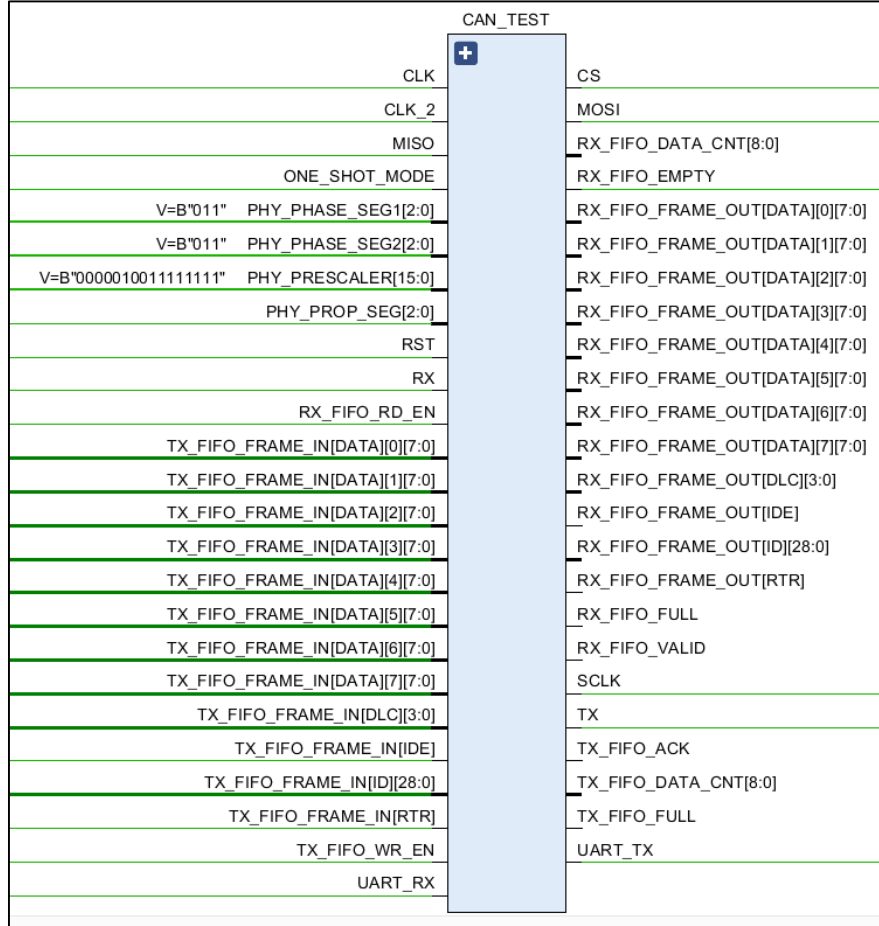 CAN_TEST
CLK
CLK_2
MISO
ONE_SHOT_MODE
V=B"011" PHY_PHASE_SEG1[2:0]
V=B"011" PHY_PHASE_SEG2[2:0]
V=B"0000010011111111" PHY_PRESCALER[15:0]
PHY_PROP_SEG[2:0]
RST
RX
RX_FIFO_RD_EN
TX_FIFO_FRAME_IN[DATA][0][7:0]
TX_FIFO_FRAME_IN[DATA][1][7:0]
TX_FIFO_FRAME_IN[DATA][2][7:0]
TX_FIFO_FRAME_IN[DATA][3][7:0]
TX_FIFO_FRAME_IN[DATA][4][7:0]
TX_FIFO_FRAME_IN[DATA][5][7:0]
TX_FIFO_FRAME_IN[DATA][6][7:0]
TX_FIFO_FRAME_IN[DATA][7][7:0]
TX_FIFO_FRAME_IN[DLC][3:0]
TX_FIFO_FRAME_IN[IDE]
TX_FIFO_FRAME_IN[ID][28:0]
TX_FIFO_FRAME_IN[RTR]
TX_FIFO_WR_EN
UART_RX
CS
MOSI
RX_FIFO_DATA_CNT[8:0]
RX_FIFO_EMPTY
RX_FIFO_FRAME_OUT[DATA][0][7:0]
RX_FIFO_FRAME_OUT[DATA][1][7:0]
RX_FIFO_FRAME_OUT[DATA][2][7:0]
RX_FIFO_FRAME_OUT[DATA][3][7:0]
RX_FIFO_FRAME_OUT[DATA][4][7:0]
RX_FIFO_FRAME_OUT[DATA][5][7:0]
RX_FIFO_FRAME_OUT[DATA][6][7:0]
RX_FIFO_FRAME_OUT[DATA][7][7:0]
RX_FIFO_FRAME_OUT[DLC][3:0]
RX_FIFO_FRAME_OUT[IDE]
RX_FIFO_FRAME_OUT[ID][28:0]
RX_FIFO_FRAME_OUT[RTR]
RX_FIFO_FULL
RX_FIFO_VALID
SCLK
TX
TX_FIFO_ACK
TX_FIFO_DATA_CNT[8:0]
TX_FIFO_FULL
UART_TX